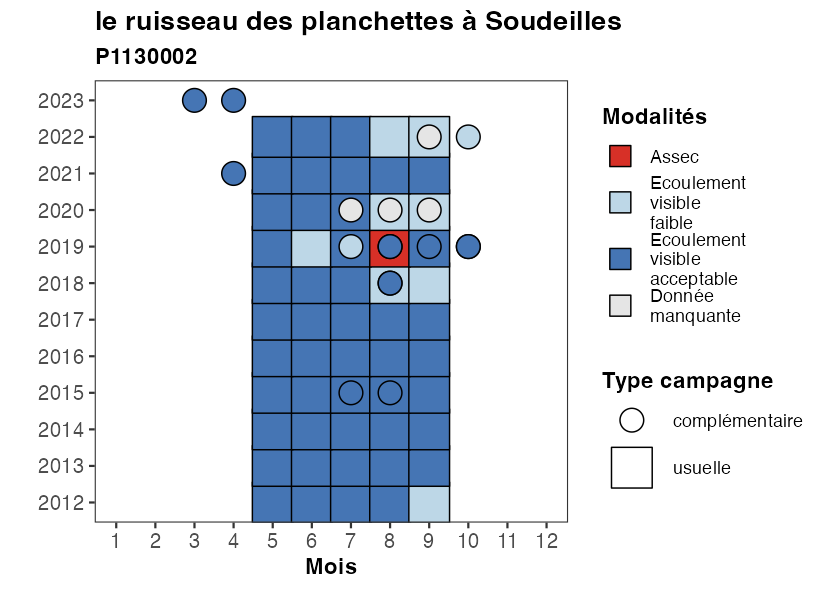 le ruisseau des planchettes à Soudeilles
P1130002
2023
2022
2021
2020
2019
2018
2017
2016
2015
2014
2013
2012
1 2 3 4 5 6 7 8 9 10 11 12
Mois
Modalités
Assec
Ecoulement
visible
faible
Ecoulement
visible
acceptable
Donnée
manquante
Type campagne
complémentaire
usuelle